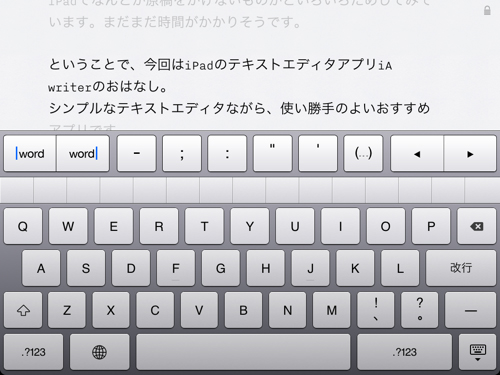 iPadでなんとか原稿をかけないものかといろいろためしてみて
います。まだまだ時間がかかりそうです。
ということで、今回はiPadのテキストエディタアプリiA
writerのおはなし。
シンプルなテキストエディタながら、使い勝手のよいおすすめ
アプリです。
word word - ; : " ' (...) ◀ ▶
Q W E R T Y U I O P
A S D F G H J K L 改行
Z X C V B N M ! 、 ? 。 —
.?123 .?123